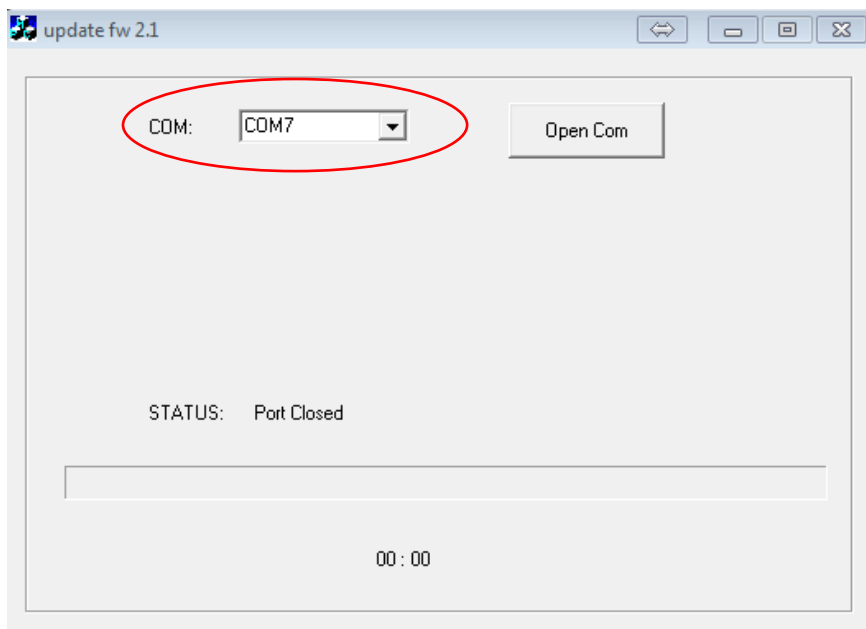 update fw 2.1
COM: COM7 Open Com
STATUS: Port Closed
00 : 00